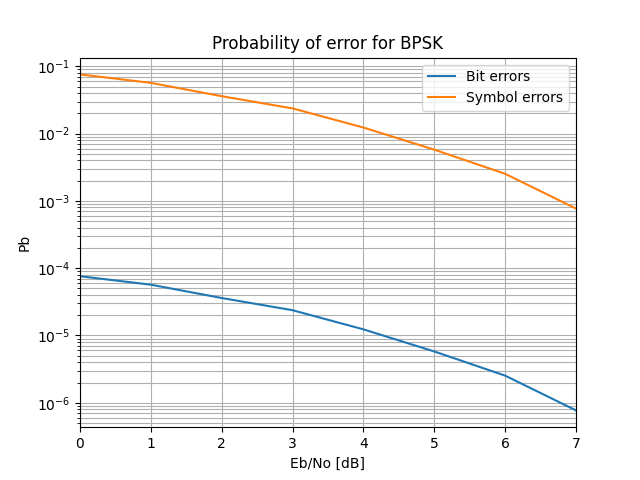 Probability of error for BPSK
Bit errors
Symbol errors
10⁻¹
10⁻²
10⁻³
10⁻⁴
10⁻⁵
10⁻⁶
Pb
0 1 2 3 4 5 6 7
Eb/No [dB]